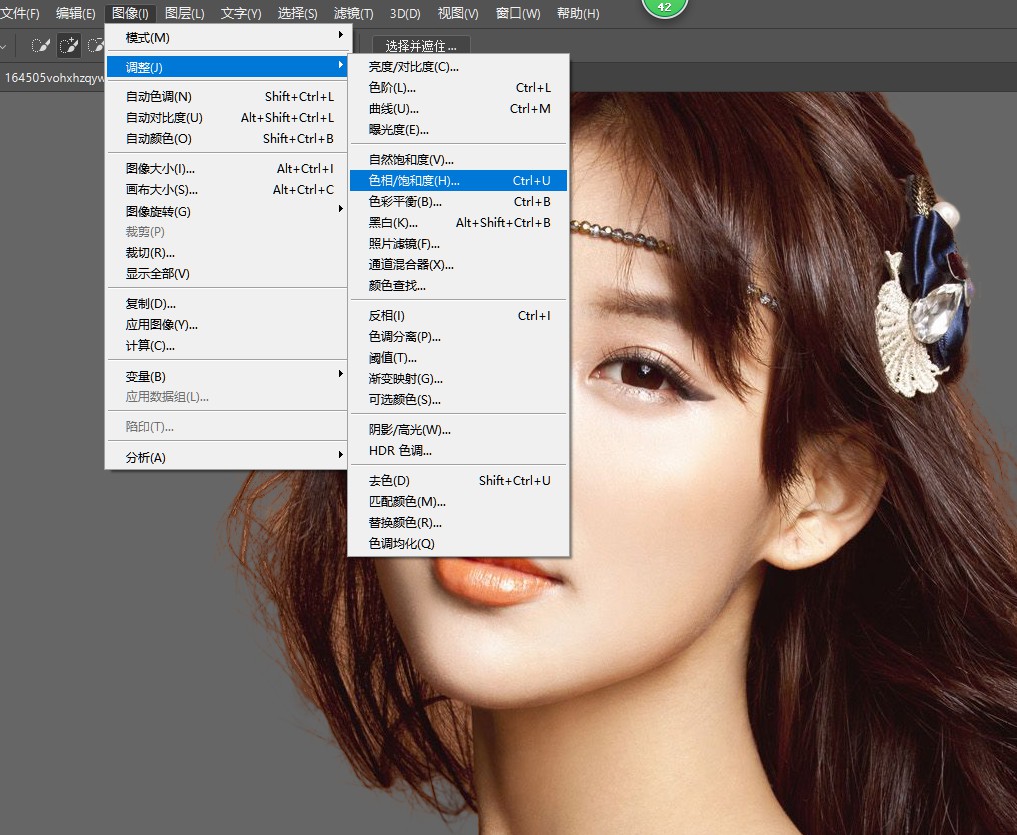 文件(F) 编辑(E) 图像(I) 图层(L) 文字(Y) 选择(S) 滤镜(T) 3D(D) 视图(V) 窗口(W) 帮助(H)
42
选择并遮住...
164505vohxhzqyw
模式(M)
调整(J)
自动色调(N) Shift+Ctrl+L
自动对比度(U) Alt+Shift+Ctrl+L
自动颜色(O) Shift+Ctrl+B
图像大小(I)... Alt+Ctrl+I
画布大小(S)... Alt+Ctrl+C
图像旋转(G)
裁剪(P)
裁切(R)...
显示全部(V)
复制(D)...
应用图像(Y)...
计算(C)...
变量(B)
应用数据组(L)...
陷印(T)...
分析(A)
亮度/对比度(C)...
色阶(L)... Ctrl+L
曲线(U)... Ctrl+M
曝光度(E)...
自然饱和度(V)...
色相/饱和度(H)... Ctrl+U
色彩平衡(B)... Ctrl+B
黑白(K)... Alt+Shift+Ctrl+B
照片滤镜(F)...
通道混合器(X)...
颜色查找...
反相(I) Ctrl+I
色调分离(P)...
阈值(T)...
渐变映射(G)...
可选颜色(S)...
阴影/高光(W)...
HDR 色调...
去色(D) Shift+Ctrl+U
匹配颜色(M)...
替换颜色(R)...
色调均化(Q)